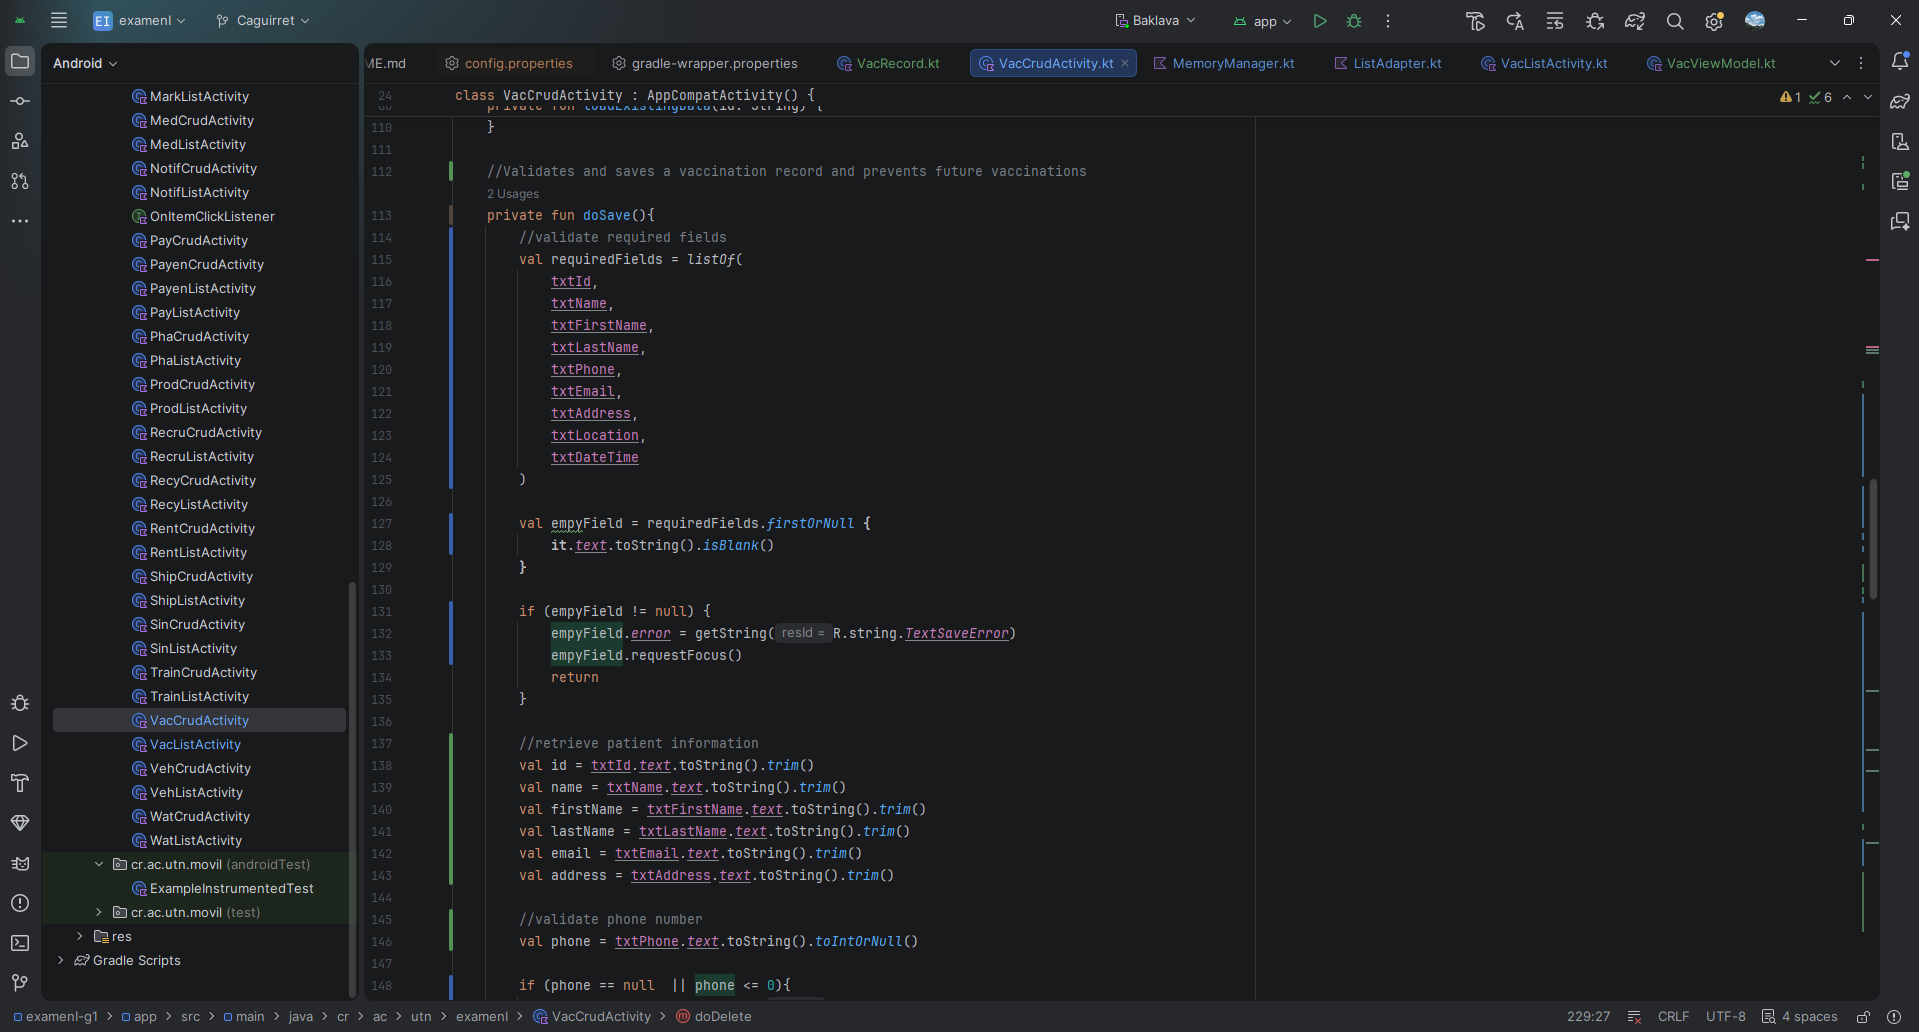 EI examenI
Caguirret
Baklava
app
Android
ME.md
config.properties
gradle-wrapper.properties
VacRecord.kt
VacCrudActivity.kt
MemoryManager.kt
ListAdapter.kt
VacListActivity.kt
VacViewModel.kt
MarkListActivity
MedCrudActivity
MedListActivity
NotifCrudActivity
NotifListActivity
OnItemClickListener
PayCrudActivity
PayenCrudActivity
PayenListActivity
PayListActivity
PhaCrudActivity
PhaListActivity
ProdCrudActivity
ProdListActivity
RecruCrudActivity
RecruListActivity
RecyCrudActivity
RecyListActivity
RentCrudActivity
RentListActivity
ShipCrudActivity
ShipListActivity
SinCrudActivity
SinListActivity
TrainCrudActivity
TrainListActivity
VacCrudActivity
VacListActivity
VehCrudActivity
VehListActivity
WatCrudActivity
WatListActivity
cr.ac.utn.movil (androidTest)
ExampleInstrumentedTest
cr.ac.utn.movil (test)
res
Gradle Scripts
24 class VacCrudActivity : AppCompatActivity() {
1 6
private fun loadExistingData(id: String) {
110 }
111
112 //Validates and saves a vaccination record and prevents future vaccinations
2 Usages
113 private fun doSave(){
114 //validate required fields
115 val requiredFields = listOf(
116 txtId,
117 txtName,
118 txtFirstName,
119 txtLastName,
120 txtPhone,
121 txtEmail,
122 txtAddress,
123 txtLocation,
124 txtDateTime
125 )
126
127 val empyField = requiredFields.firstOrNull {
128 it.text.toString().isBlank()
129 }
130
131 if (empyField != null) {
132 empyField.error = getString( resId = R.string.TextSaveError)
133 empyField.requestFocus()
134 return
135 }
136
137 //retrieve patient information
138 val id = txtId.text.toString().trim()
139 val name = txtName.text.toString().trim()
140 val firstName = txtFirstName.text.toString().trim()
141 val lastName = txtLastName.text.toString().trim()
142 val email = txtEmail.text.toString().trim()
143 val address = txtAddress.text.toString().trim()
144
145 //validate phone number
146 val phone = txtPhone.text.toString().toIntOrNull()
147
148 if (phone == null || phone <= 0){
examenI-g1 > app > src > main > java > cr > ac > utn > examenI > VacCrudActivity > doDelete
229:27 CRLF UTF-8 4 spaces